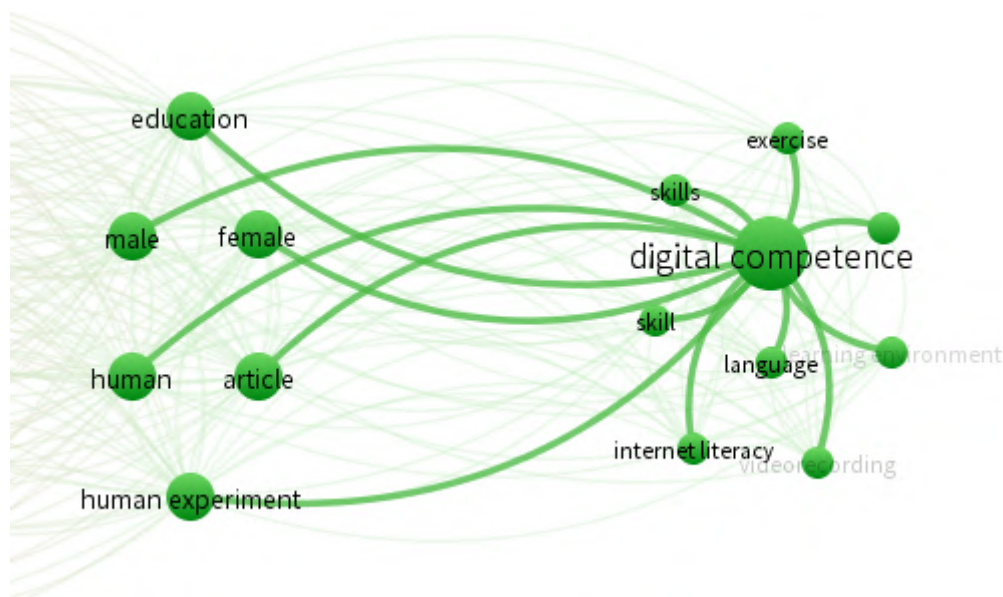 education
exercise
skills
male
female
digital competence
skill
learning environment
language
human
article
internet literacy
videorecording
human experiment